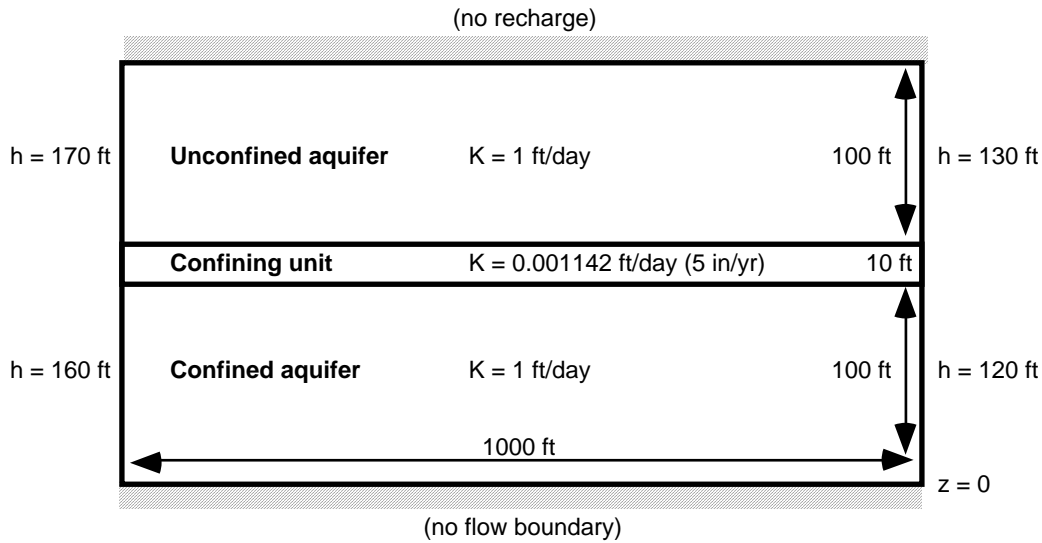 (no recharge)
h = 170 ft Unconfined aquifer K = 1 ft/day 100 ft h = 130 ft
Confining unit K = 0.001142 ft/day (5 in/yr) 10 ft
h = 160 ft Confined aquifer K = 1 ft/day 100 ft h = 120 ft
1000 ft
z = 0
(no flow boundary)